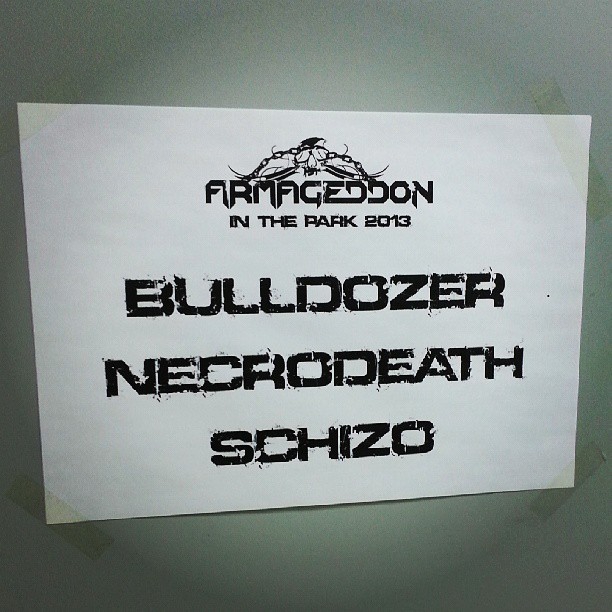 ARMAGEDDON
IN THE PARK 2013
BULLDOZER
NECRODEATH
SCHIZO